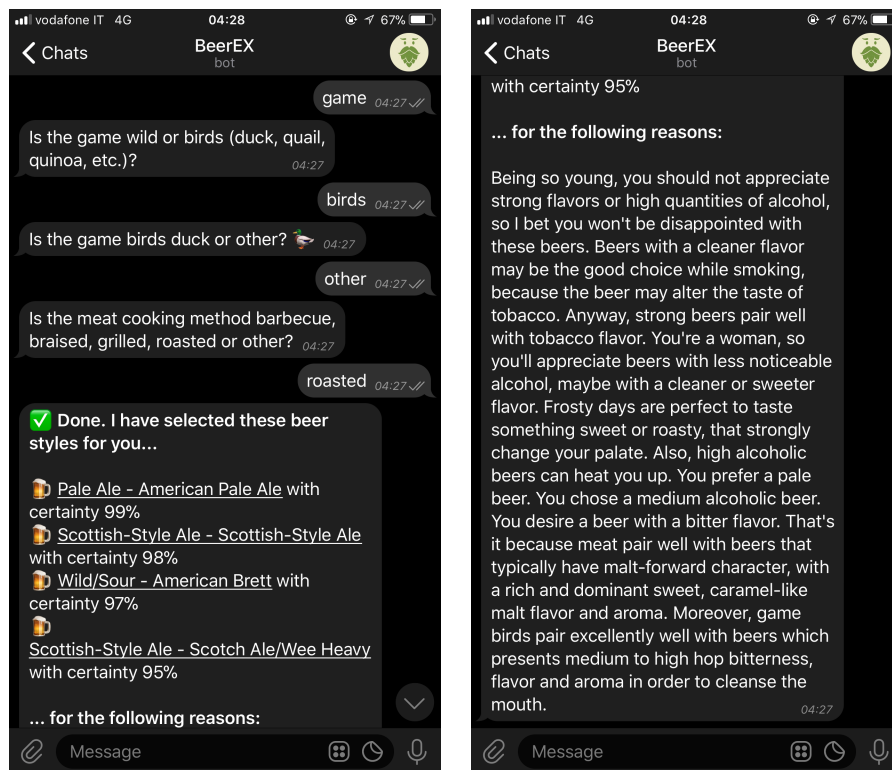 vodafone IT 4G 04:28 67%
Chats
BeerEX
bot
game 04:27
Is the game wild or birds (duck, quail,
quinoa, etc.)? 04:27
birds 04:27
Is the game birds duck or other? 04:27
other 04:27
Is the meat cooking method barbecue,
braised, grilled, roasted or other? 04:27
roasted 04:27
Done. I have selected these beer
styles for you...
Pale Ale - American Pale Ale with
certainty 99%
Scottish-Style Ale - Scottish-Style Ale
with certainty 98%
Wild/Sour - American Brett with
certainty 97%
Scottish-Style Ale - Scotch Ale/Wee Heavy
with certainty 95%
... for the following reasons:
Message
vodafone IT 4G 04:28 67%
Chats
BeerEX
bot
with certainty 95%
... for the following reasons:
Being so young, you should not appreciate
strong flavors or high quantities of alcohol,
so I bet you won't be disappointed with
these beers. Beers with a cleaner flavor
may be the good choice while smoking,
because the beer may alter the taste of
tobacco. Anyway, strong beers pair well
with tobacco flavor. You're a woman, so
you'll appreciate beers with less noticeable
alcohol, maybe with a cleaner or sweeter
flavor. Frosty days are perfect to taste
something sweet or roasty, that strongly
change your palate. Also, high alcoholic
beers can heat you up. You prefer a pale
beer. You chose a medium alcoholic beer.
You desire a beer with a bitter flavor. That's
it because meat pair well with beers that
typically have malt-forward character, with
a rich and dominant sweet, caramel-like
malt flavor and aroma. Moreover, game
birds pair excellently well with beers which
presents medium to high hop bitterness,
flavor and aroma in order to cleanse the
mouth. 04:27
Message